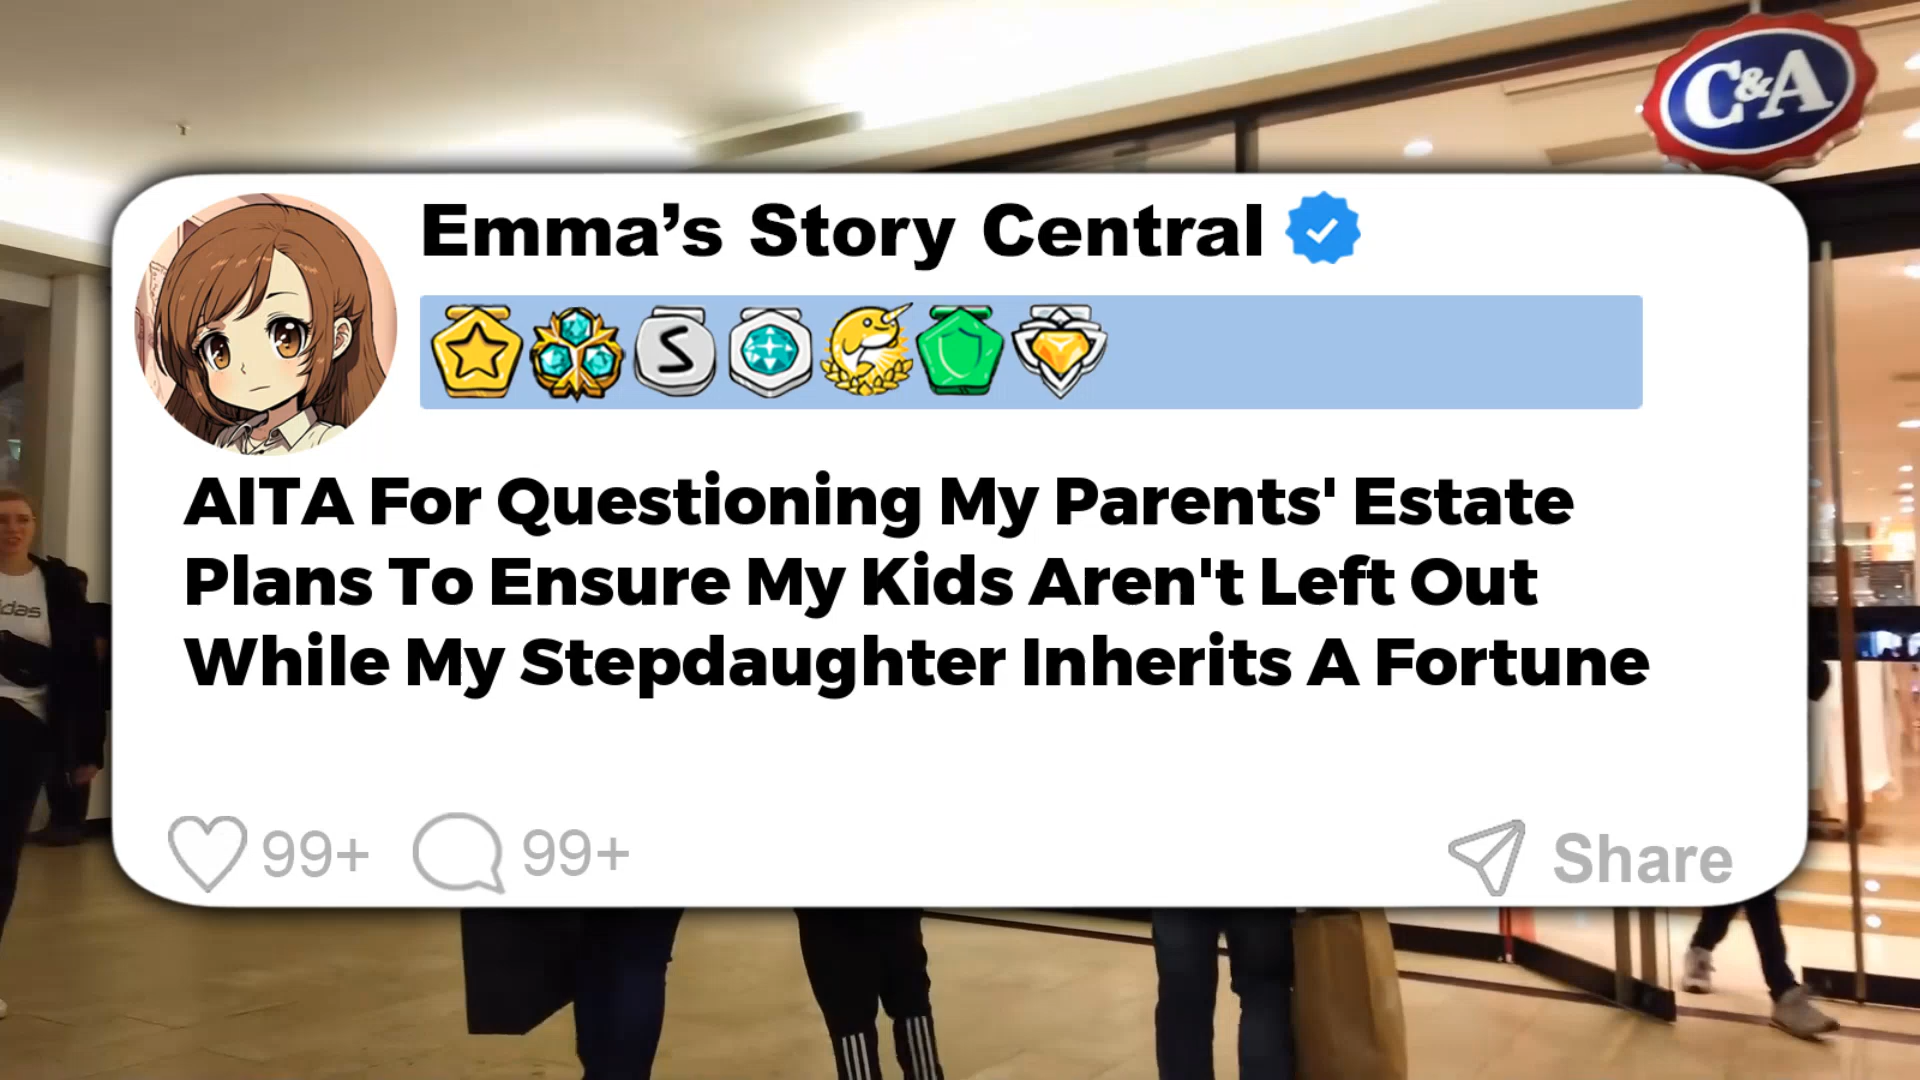 C&A
Emma’s Story Central
S
AITA For Questioning My Parents' Estate
Plans To Ensure My Kids Aren't Left Out
While My Stepdaughter Inherits A Fortune
idas
99+ 99+ Share